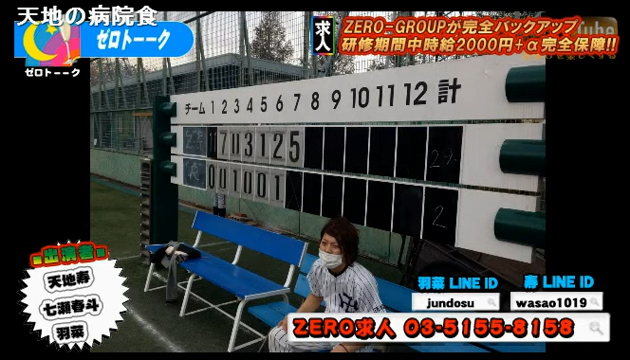 天地の病院食
ゼロトーーク
ゼロトーーク
求人
ZERO-GROUPが完全バックアップ
研修期間中時給2000円+α完全保障!!
チーム 1 2 3 4 5 6 7 8 9 10 11 12 計
7 0 3 1 2 5
0 0 1 0 0 1 2
出演者
天地寿
七瀬春斗
羽菜
羽菜 LINE ID
jundosu
寿 LINE ID
wasao1019
ZERO求人 03-5155-8158